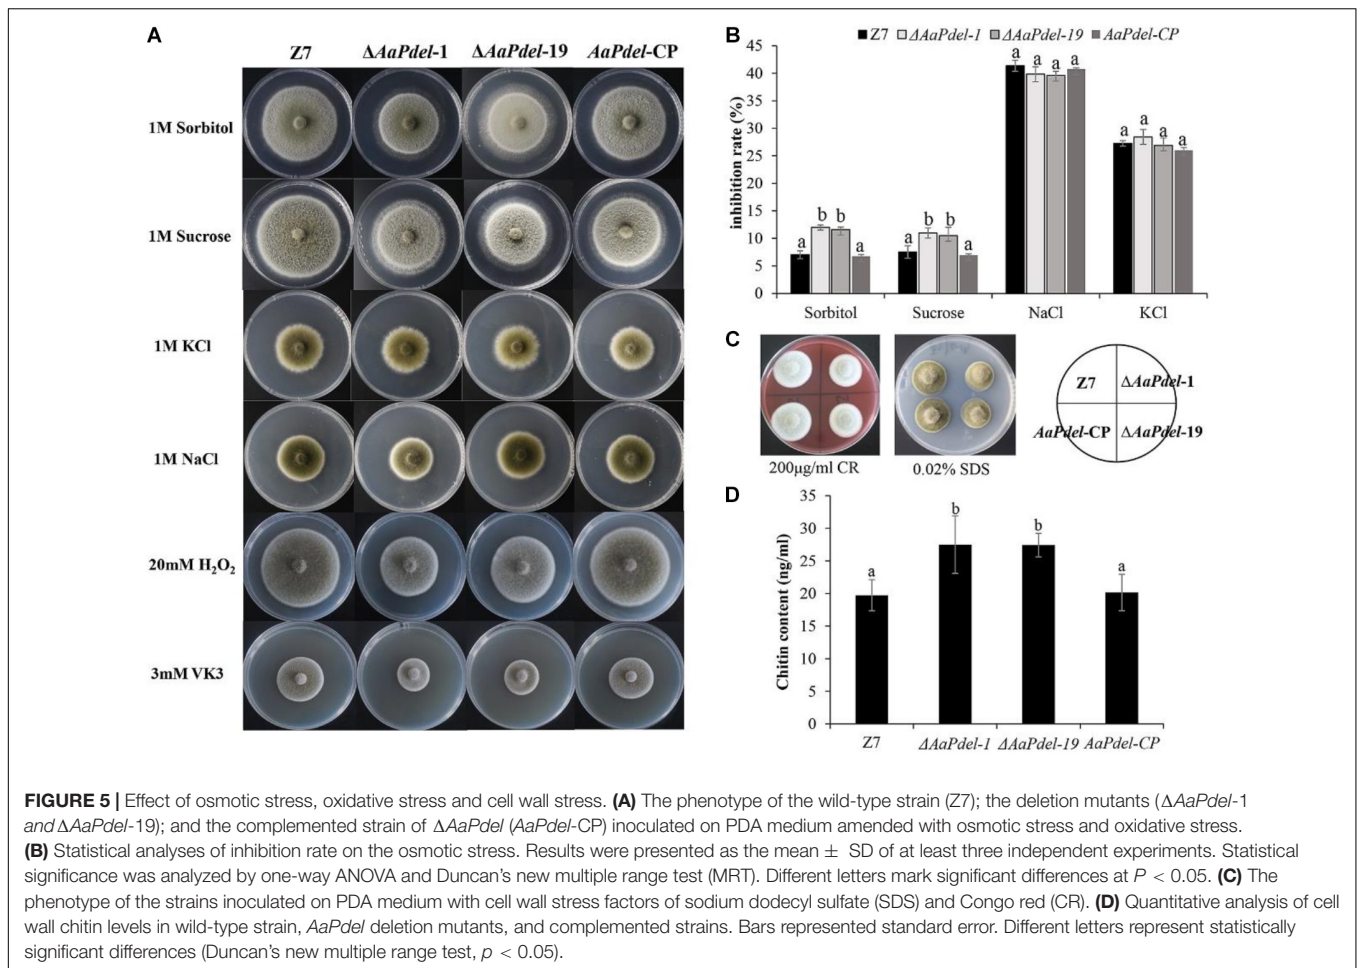 A
Z7 ΔAaPdel-1 ΔAaPdel-19 AaPdel-CP
1M Sorbitol
1M Sucrose
1M KCl
1M NaCl
20mM H₂O₂
3mM VK3
B
Z7 ΔAaPdel-1 ΔAaPdel-19 AaPdel-CP
inhibition rate (%)
45
40
35
30
25
20
15
10
5
0
a b b a
a b b a
a a a a
a a a a
Sorbitol Sucrose NaCl KCl
C
200μg/ml CR
0.02% SDS
Z7 ΔAaPdel-1
AaPdel-CP ΔAaPdel-19
D
Chitin content (ng/ml)
35
30
25
20
15
10
5
0
a b b a
Z7 ΔAaPdel-1 ΔAaPdel-19 AaPdel-CP
FIGURE 5 | Effect of osmotic stress, oxidative stress and cell wall stress. (A) The phenotype of the wild-type strain (Z7); the deletion mutants (ΔAaPdel-1
and ΔAaPdel-19); and the complemented strain of ΔAaPdel (AaPdel-CP) inoculated on PDA medium amended with osmotic stress and oxidative stress.
(B) Statistical analyses of inhibition rate on the osmotic stress. Results were presented as the mean ± SD of at least three independent experiments. Statistical
significance was analyzed by one-way ANOVA and Duncan's new multiple range test (MRT). Different letters mark significant differences at P < 0.05. (C) The
phenotype of the strains inoculated on PDA medium with cell wall stress factors of sodium dodecyl sulfate (SDS) and Congo red (CR). (D) Quantitative analysis of cell
wall chitin levels in wild-type strain, AaPdel deletion mutants, and complemented strains. Bars represented standard error. Different letters represent statistically
significant differences (Duncan's new multiple range test, p < 0.05).